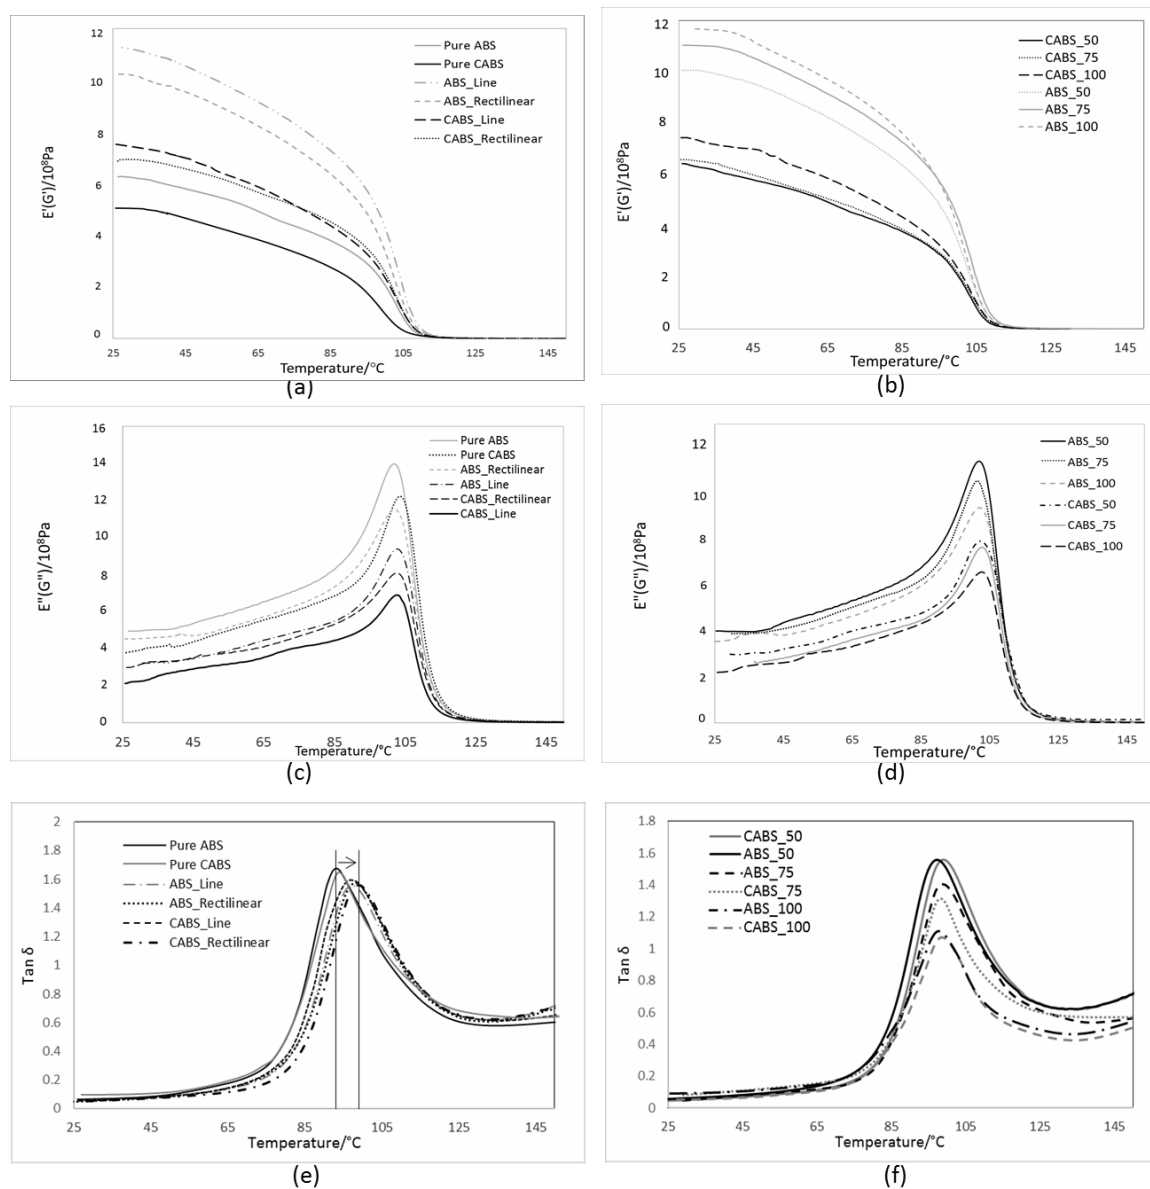 12
10
8
6
4
2
0
E'(G')/10⁸Pa
Pure ABS
Pure CABS
ABS_Line
ABS_Rectilinear
CABS_Line
CABS_Rectilinear
25 45 65 85 105 125 145
Temperature/°C
(a)
12
10
8
6
4
2
0
E'(G')/10⁸Pa
CABS_50
CABS_75
CABS_100
ABS_50
ABS_75
ABS_100
25 45 65 85 105 125 145
Temperature/°C
(b)
16
14
12
10
8
6
4
2
0
E"(G")/10⁸Pa
Pure ABS
Pure CABS
ABS_Rectilinear
ABS_Line
CABS_Rectilinear
CABS_Line
25 45 65 85 105 125 145
Temperature/°C
(c)
12
10
8
6
4
2
0
E"(G")/10⁸Pa
ABS_50
ABS_75
ABS_100
CABS_50
CABS_75
CABS_100
25 45 65 85 105 125 145
Temperature/°C
(d)
2
1.8
1.6
1.4
1.2
1
0.8
0.6
0.4
0.2
0
Tan δ
Pure ABS
Pure CABS
ABS_Line
ABS_Rectilinear
CABS_Line
CABS_Rectilinear
25 45 65 85 105 125 145
Temperature/°C
(e)
1.8
1.6
1.4
1.2
1
0.8
0.6
0.4
0.2
0
Tan δ
CABS_50
ABS_50
ABS_75
CABS_75
ABS_100
CABS_100
25 45 65 85 105 125 145
Temperature/°C
(f)